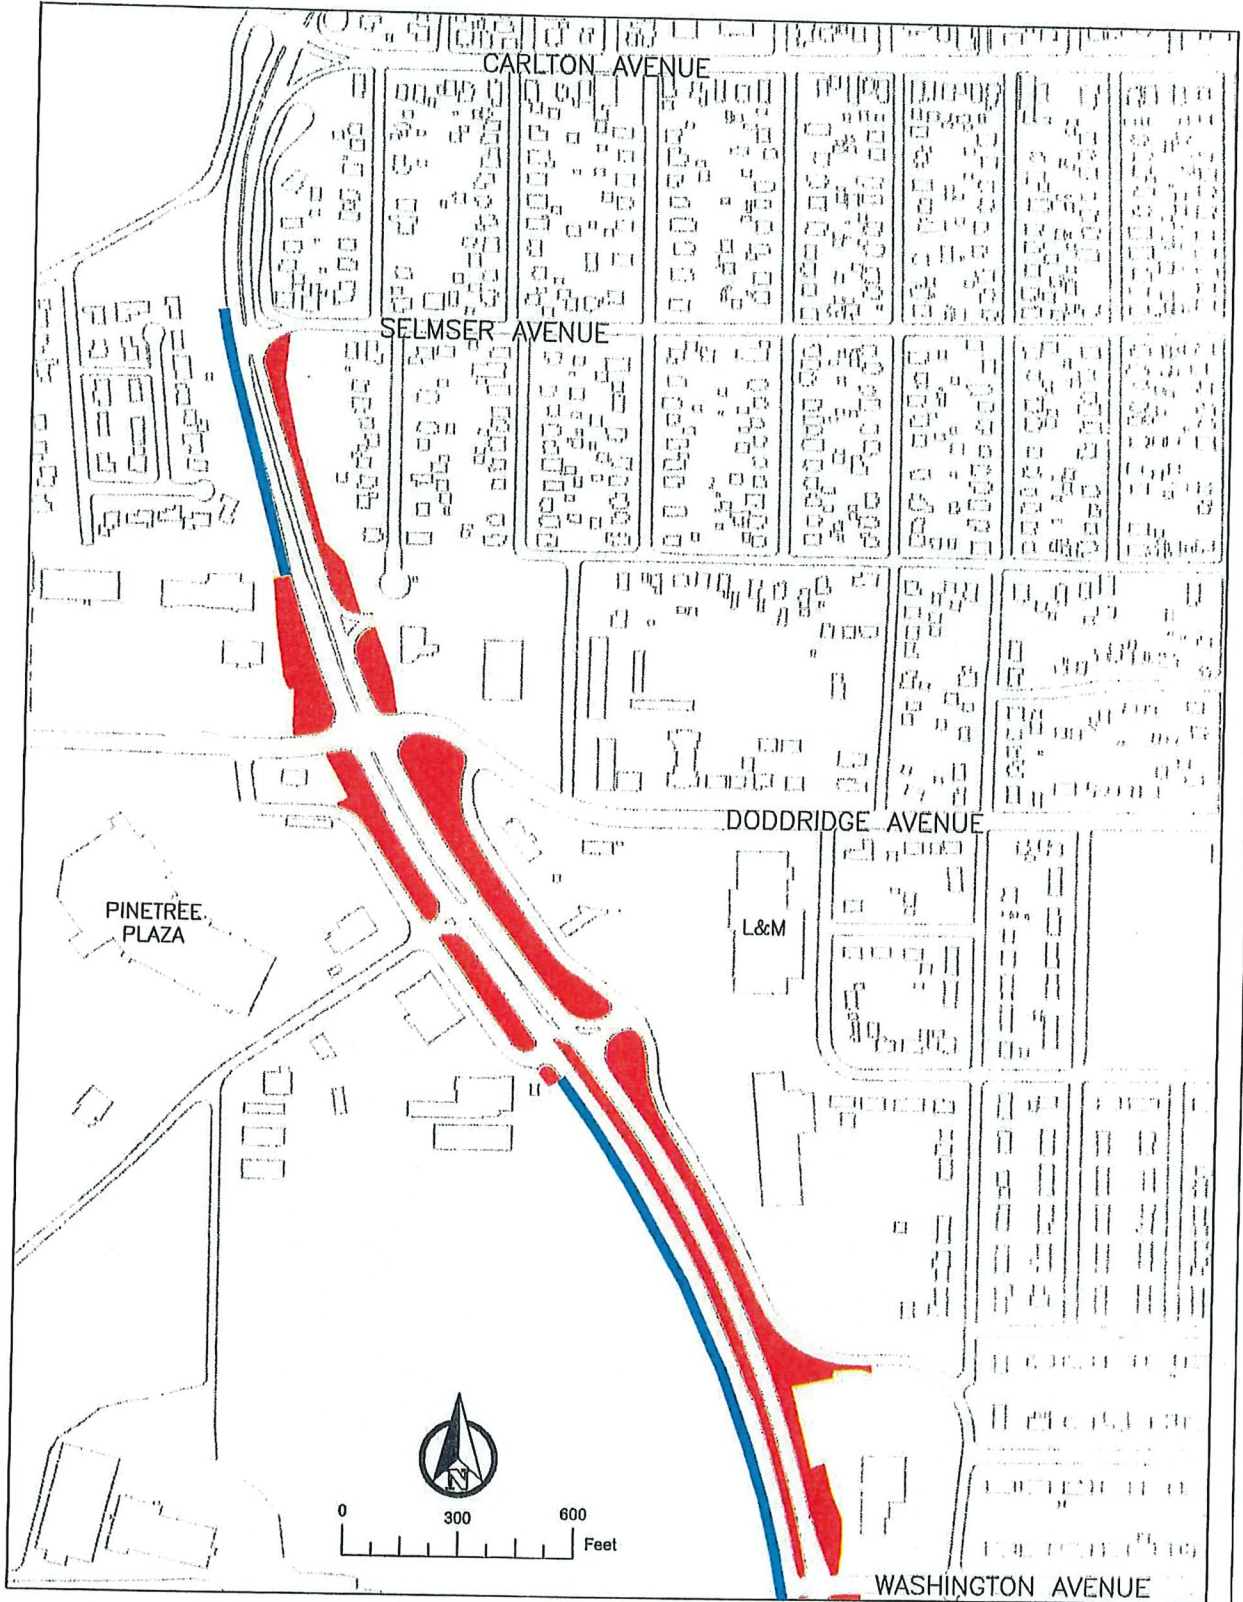 CARLTON AVENUE
SELMSER AVENUE
DODDRIDGE AVENUE
PINETREE
PLAZA
L&M
N
0 300 600
Feet
WASHINGTON AVENUE